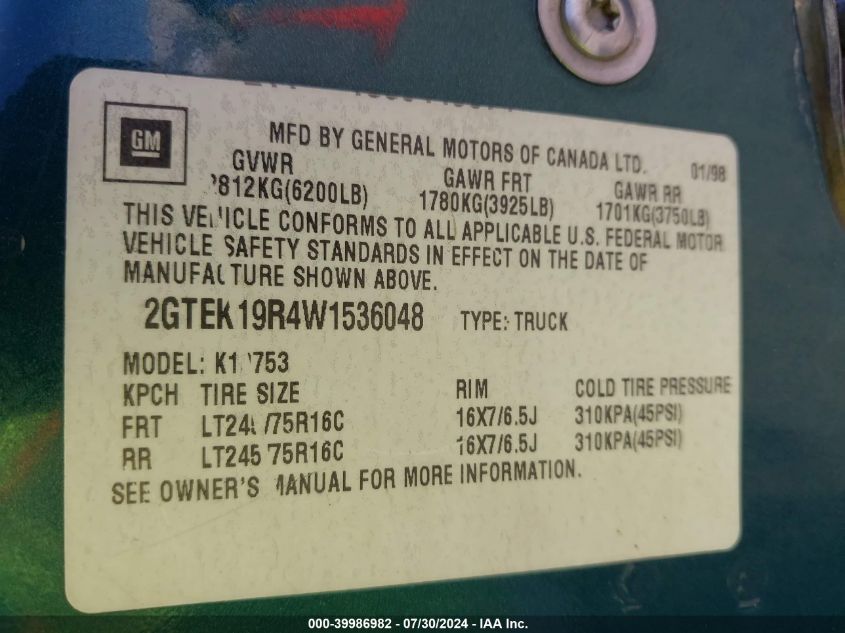 GM
MFD BY GENERAL MOTORS OF CANADA LTD.
01/98
GVWR GAWR FRT GAWR RR
812KG(6200LB) 1780KG(3925LB) 1701KG(3750LB)
THIS VEHICLE CONFORMS TO ALL APPLICABLE U.S. FEDERAL MOTOR
VEHICLE SAFETY STANDARDS IN EFFECT ON THE DATE OF
MANUFACTURE SHOWN ABOVE.
2GTEK19R4W1536048 TYPE: TRUCK
MODEL: K1 753
KPCH TIRE SIZE RIM COLD TIRE PRESSURE
FRT LT245/75R16C 16X7/6.5J 310KPA(45PSI)
RR LT245 75R16C 16X7/6.5J 310KPA(45PSI)
SEE OWNER'S MANUAL FOR MORE INFORMATION.
000-39986982 / 07/30/2024 - IAA Inc.